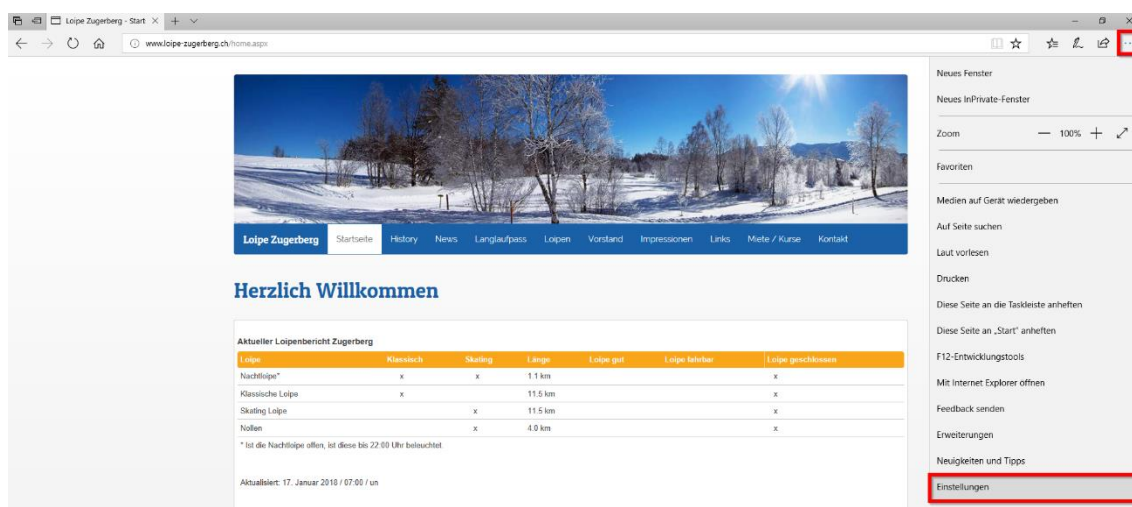 Loipe Zugerberg - Start
www.loipe-zugerberg.ch/home.aspx
Neues Fenster
Neues InPrivate-Fenster
Zoom 100%
Favoriten
Medien auf Gerät wiedergeben
Auf Seite suchen
Laut vorlesen
Drucken
Diese Seite an die Taskleiste anheften
Diese Seite an „Start" anheften
F12-Entwicklungstools
Mit Internet Explorer öffnen
Feedback senden
Erweiterungen
Neuigkeiten und Tipps
Einstellungen
Loipe Zugerberg Startseite History News Langlaufpass Loipen Vorstand Impressionen Links Miete / Kurse Kontakt
Herzlich Willkommen
Aktueller Loipenbericht Zugerberg
Loipe Klassisch Skating Länge Loipe gut Loipe fahrbar Loipe geschlossen
Nachtloipe* x x 1.1 km x
Klassische Loipe x 11.5 km x
Skating Loipe x 11.5 km x
Nollen x 4.0 km x
* Ist die Nachtloipe offen, ist diese bis 22:00 Uhr beleuchtet.
Aktualisiert: 17. Januar 2018 / 07:00 / un